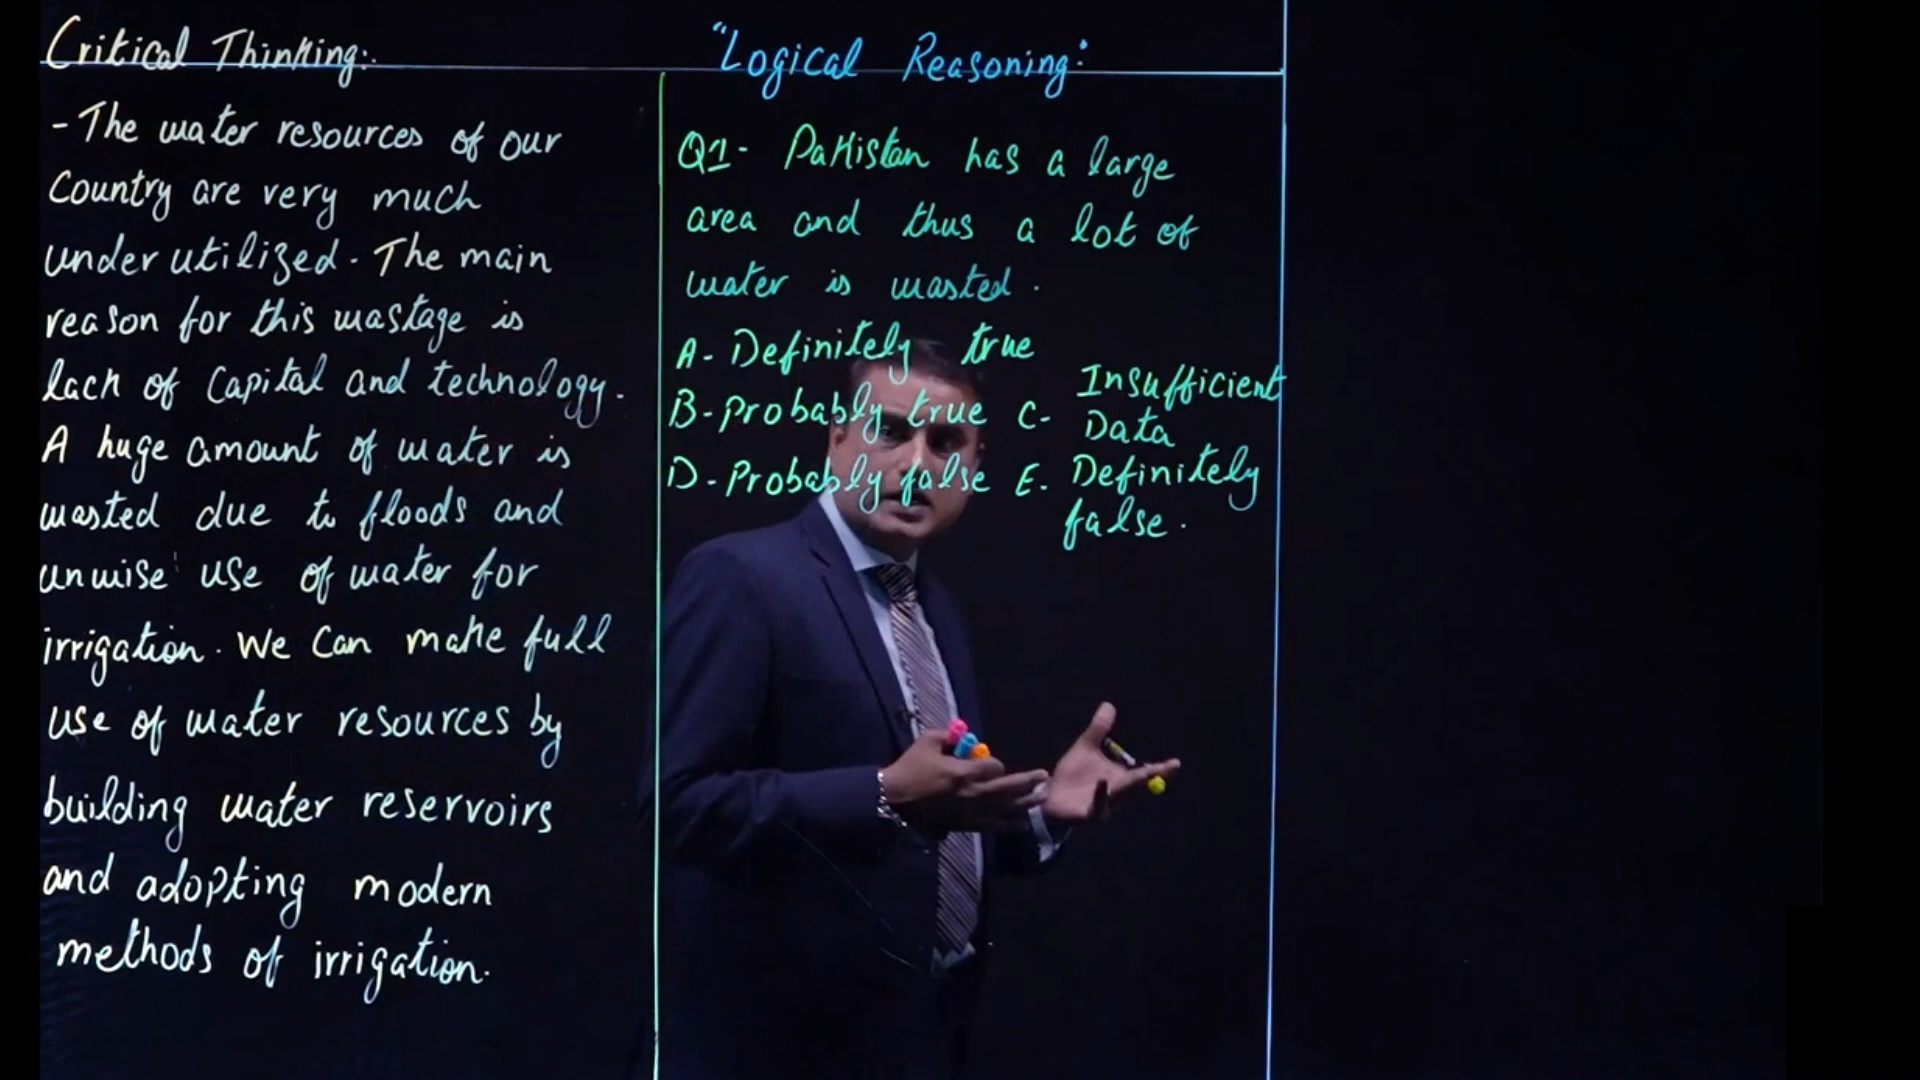 Critical Thinking:.
- The water resources of our
Country are very much
under utilized. The main
reason for this wastage is
lack of Capital and technology.
A huge amount of water is
wasted due to floods and
unwise use of water for
irrigation. We Can make full
use of water resources by
building water reservoirs
and adopting modern
methods of irrigation.
"Logical Reasoning:
Q1- Pakistan has a large
area and thus a lot of
water is wasted.
A- Definitely true
B- Probably true C- Insufficient
Data
D- Probably false E. Definitely
false.